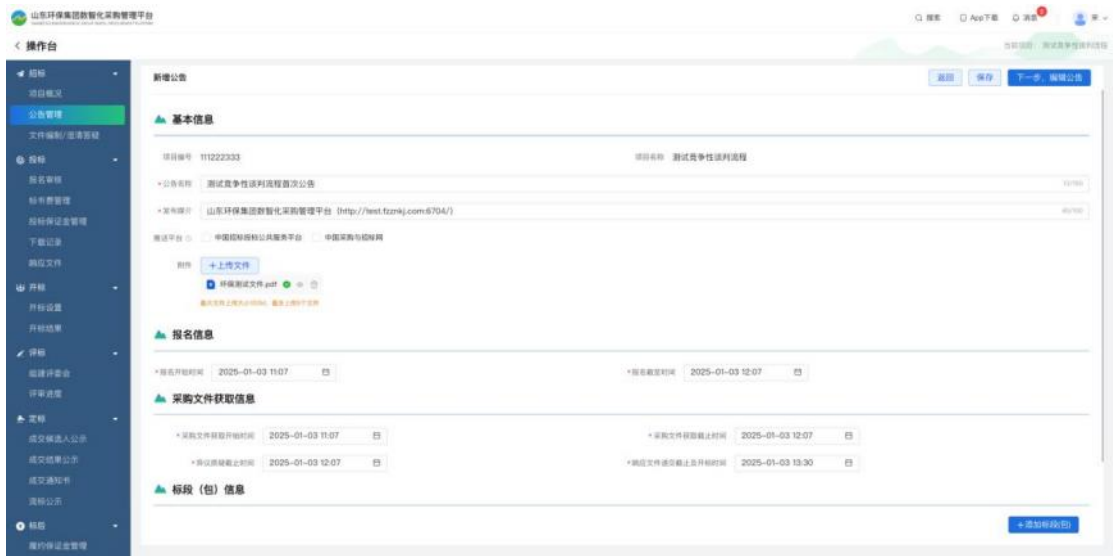 山东环保集团数智化采购管理平台
搜索 App下载 消息
操作台
当前项目 测试竞争性谈判流程
招标
项目概况
公告管理
文件编制/澄清答疑
投标
报名审核
标书费管理
投标保证金管理
下载记录
响应文件
开标
开标设置
开标结果
评标
组建评委会
评审进度
定标
成交候选人公示
成交结果公示
成交通知书
流标公示
标后
履约保证金管理
新增公告
返回 保存 下一步,编辑公告
基本信息
项目编号 111222333 项目名称 测试竞争性谈判流程
*公告名称 测试竞争性谈判流程首次公告
*发布媒介 山东环保集团数智化采购管理平台(http://test.fzznkj.com:6704/)
推送平台 中国招标投标公共服务平台 中国采购与招标网
附件 +上传文件
环保测试文件.pdf
报名信息
*报名开始时间 2025-01-03 11:07 *报名截至时间 2025-01-03 12:07
采购文件获取信息
*采购文件获取开始时间 2025-01-03 11:07 *采购文件获取截止时间 2025-01-03 12:07
*异议质疑截止时间 2025-01-03 12:07 *响应文件递交截止及开标时间 2025-01-03 13:30
标段(包)信息
+添加标段(包)